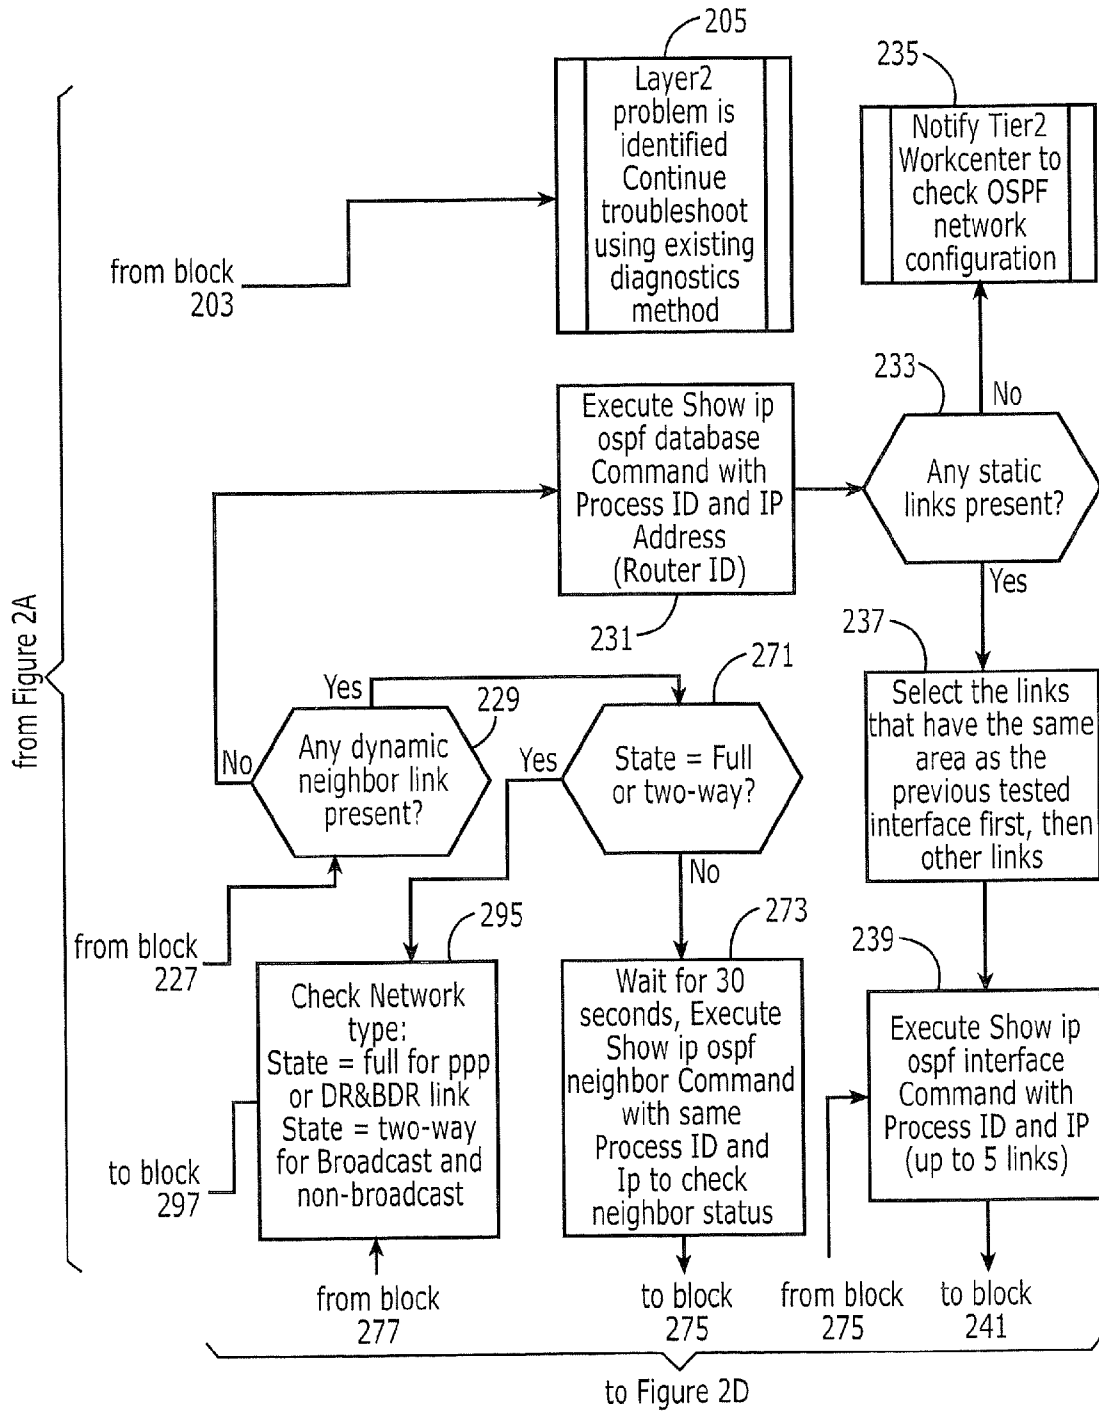 205
Layer2
problem is
identified
Continue
troubleshoot
using existing
diagnostics
method
235
Notify Tier2
Workcenter to
check OSPF
network
configuration
from block
203
233
No
Execute Show ip
ospf database
Command with
Process ID and IP
Address
(Router ID)
231
Any static
links present?
Yes
from Figure 2A
237
Select the links
that have the same
area as the
previous tested
interface first, then
other links
Yes
229
No
Any dynamic
neighbor link
present?
271
Yes
State = Full
or two-way?
No
from block
227
295
Check Network
type:
State = full for ppp
or DR&BDR link
State = two-way
for Broadcast and
non-broadcast
to block
297
273
Wait for 30
seconds, Execute
Show ip ospf
neighbor Command
with same
Process ID and
Ip to check
neighbor status
239
Execute Show ip
ospf interface
Command with
Process ID and IP
(up to 5 links)
from block
277
to block
275
from block
275
to block
241
to Figure 2D